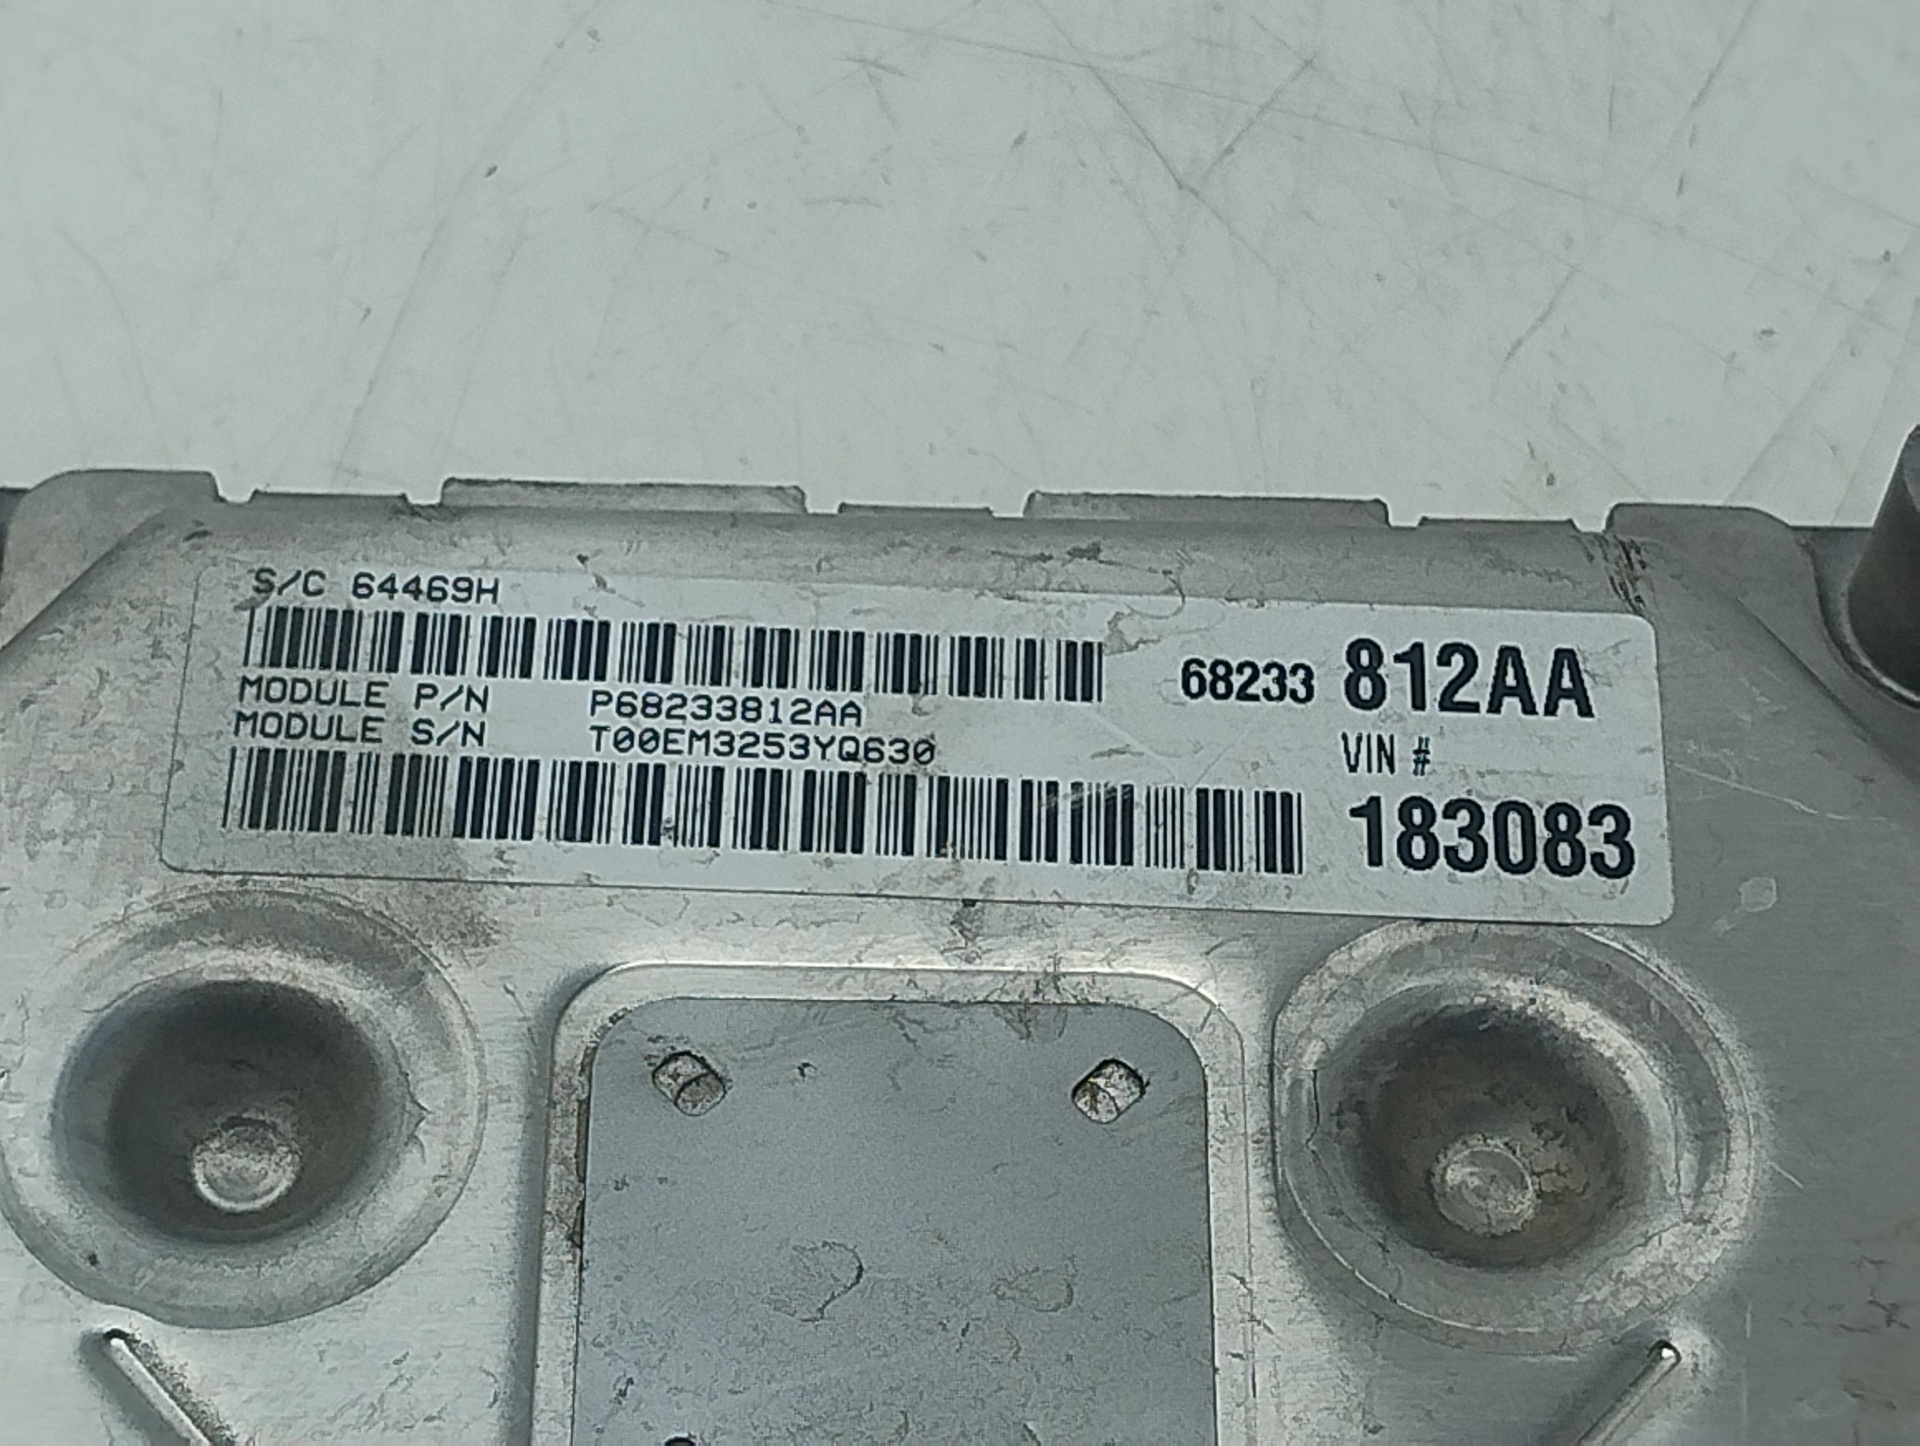 S/C 64469H
68233 812AA
MODULE P/N P68233812AA
MODULE S/N T00EM3253YQ630
VIN #
183083